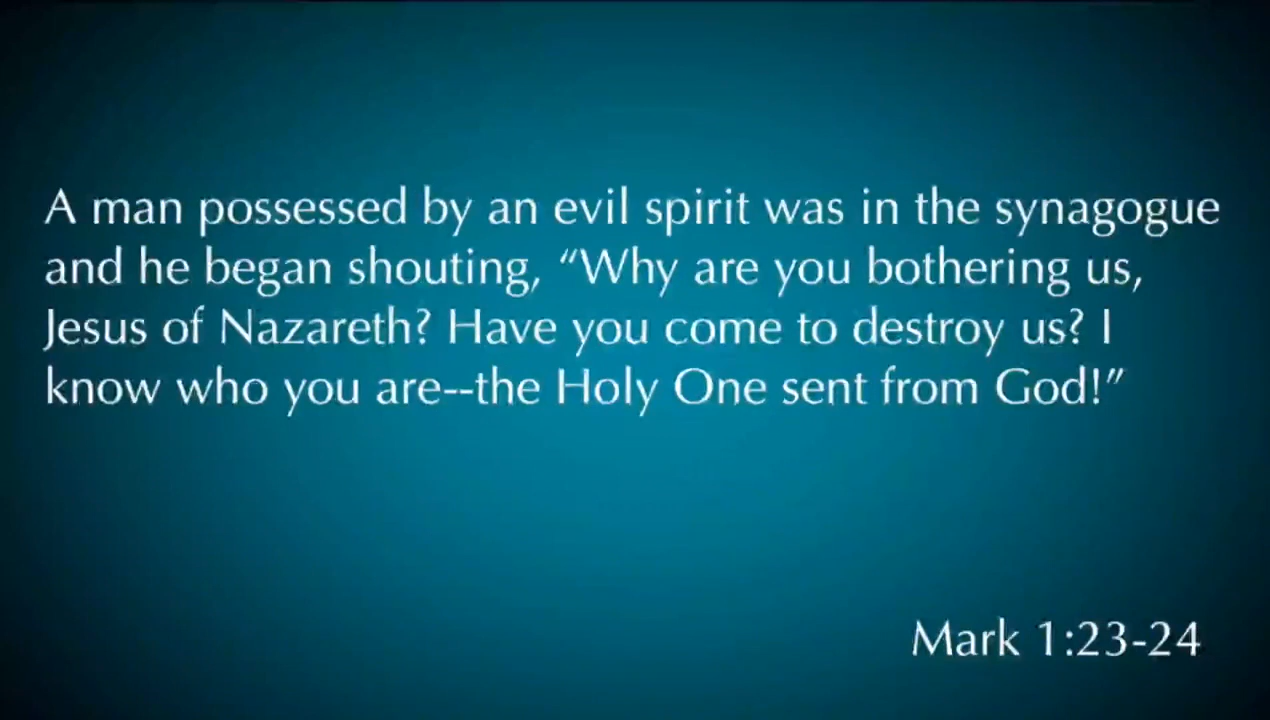 A man possessed by an evil spirit was in the synagogue
and he began shouting, “Why are you bothering us,
Jesus of Nazareth? Have you come to destroy us? I
know who you are--the Holy One sent from God!”
Mark 1:23-24